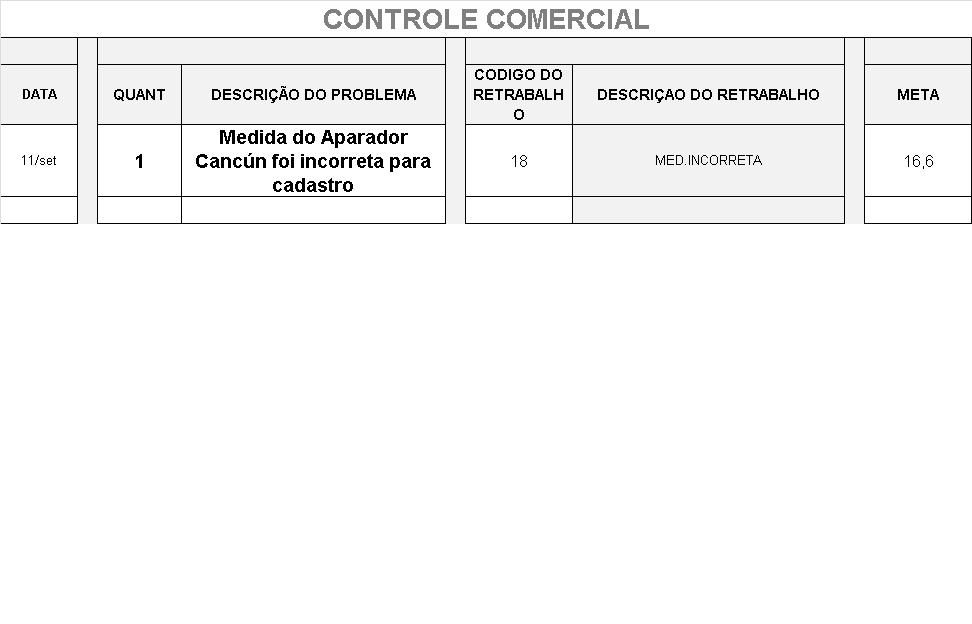 CONTROLE COMERCIAL
DATA
QUANT
DESCRIÇÃO DO PROBLEMA
CODIGO DO
RETRABALH
O
DESCRIÇAO DO RETRABALHO
META
11/set
1
Medida do Aparador
Cancún foi incorreta para
cadastro
18
MED.INCORRETA
16,6